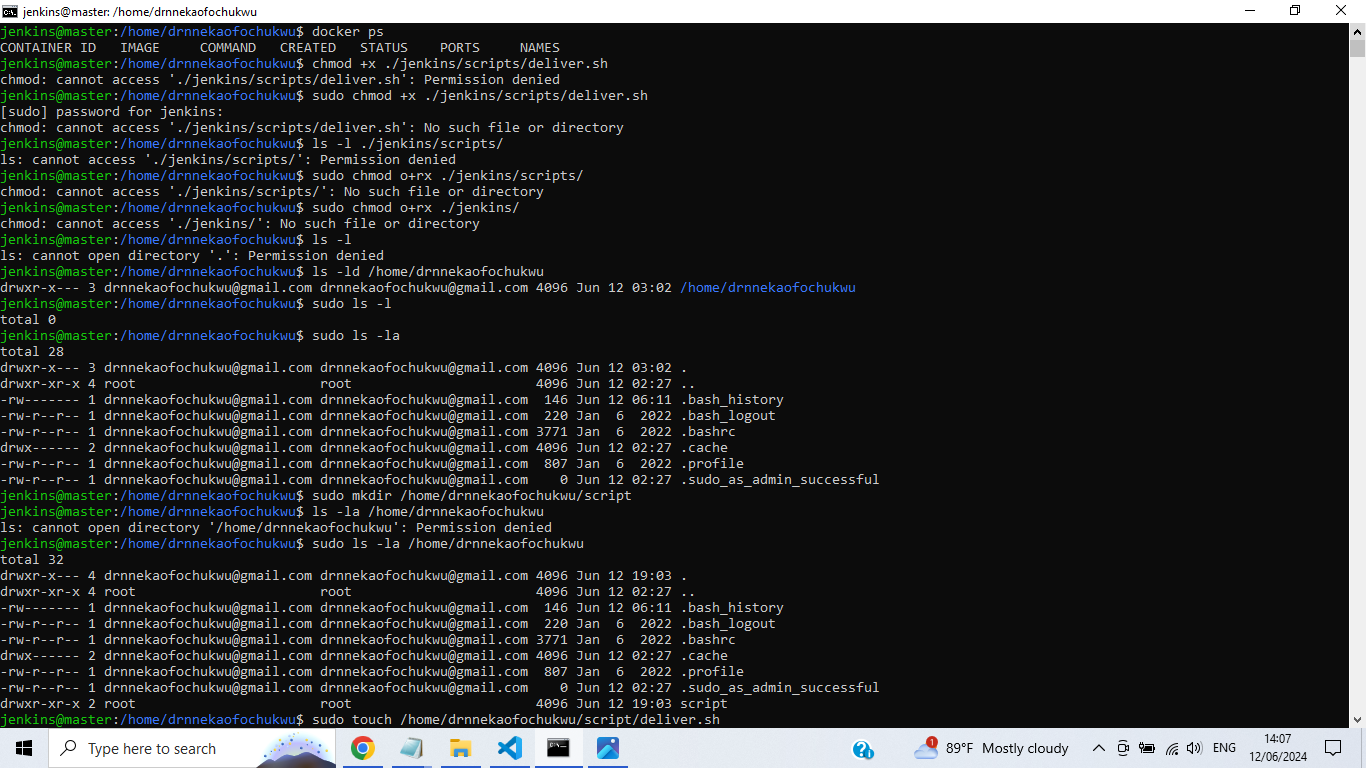 jenkins@master: /home/drnnekaofochukwu
jenkins@master:/home/drnnekaofochukwu$ docker ps
CONTAINER ID   IMAGE     COMMAND   CREATED   STATUS    PORTS     NAMES
jenkins@master:/home/drnnekaofochukwu$ chmod +x ./jenkins/scripts/deliver.sh
chmod: cannot access './jenkins/scripts/deliver.sh': Permission denied
jenkins@master:/home/drnnekaofochukwu$ sudo chmod +x ./jenkins/scripts/deliver.sh
[sudo] password for jenkins:
chmod: cannot access './jenkins/scripts/deliver.sh': No such file or directory
jenkins@master:/home/drnnekaofochukwu$ ls -l ./jenkins/scripts/
ls: cannot access './jenkins/scripts/': Permission denied
jenkins@master:/home/drnnekaofochukwu$ sudo chmod o+rx ./jenkins/scripts/
chmod: cannot access './jenkins/scripts/': No such file or directory
jenkins@master:/home/drnnekaofochukwu$ sudo chmod o+rx ./jenkins/
chmod: cannot access './jenkins/': No such file or directory
jenkins@master:/home/drnnekaofochukwu$ ls -l
ls: cannot open directory '.': Permission denied
jenkins@master:/home/drnnekaofochukwu$ ls -ld /home/drnnekaofochukwu
drwxr-x--- 3 drnnekaofochukwu@gmail.com drnnekaofochukwu@gmail.com 4096 Jun 12 03:02 /home/drnnekaofochukwu
jenkins@master:/home/drnnekaofochukwu$ sudo ls -l
total 0
jenkins@master:/home/drnnekaofochukwu$ sudo ls -la
total 28
drwxr-x--- 3 drnnekaofochukwu@gmail.com drnnekaofochukwu@gmail.com 4096 Jun 12 03:02 .
drwxr-xr-x 4 root                       root                       4096 Jun 12 02:27 ..
-rw------- 1 drnnekaofochukwu@gmail.com drnnekaofochukwu@gmail.com  146 Jun 12 06:11 .bash_history
-rw-r--r-- 1 drnnekaofochukwu@gmail.com drnnekaofochukwu@gmail.com  220 Jan  6  2022 .bash_logout
-rw-r--r-- 1 drnnekaofochukwu@gmail.com drnnekaofochukwu@gmail.com 3771 Jan  6  2022 .bashrc
drwx------ 2 drnnekaofochukwu@gmail.com drnnekaofochukwu@gmail.com 4096 Jun 12 02:27 .cache
-rw-r--r-- 1 drnnekaofochukwu@gmail.com drnnekaofochukwu@gmail.com  807 Jan  6  2022 .profile
-rw-r--r-- 1 drnnekaofochukwu@gmail.com drnnekaofochukwu@gmail.com    0 Jun 12 02:27 .sudo_as_admin_successful
jenkins@master:/home/drnnekaofochukwu$ sudo mkdir /home/drnnekaofochukwu/script
jenkins@master:/home/drnnekaofochukwu$ ls -la /home/drnnekaofochukwu
ls: cannot open directory '/home/drnnekaofochukwu': Permission denied
jenkins@master:/home/drnnekaofochukwu$ sudo ls -la /home/drnnekaofochukwu
total 32
drwxr-x--- 4 drnnekaofochukwu@gmail.com drnnekaofochukwu@gmail.com 4096 Jun 12 19:03 .
drwxr-xr-x 4 root                       root                       4096 Jun 12 02:27 ..
-rw------- 1 drnnekaofochukwu@gmail.com drnnekaofochukwu@gmail.com  146 Jun 12 06:11 .bash_history
-rw-r--r-- 1 drnnekaofochukwu@gmail.com drnnekaofochukwu@gmail.com  220 Jan  6  2022 .bash_logout
-rw-r--r-- 1 drnnekaofochukwu@gmail.com drnnekaofochukwu@gmail.com 3771 Jan  6  2022 .bashrc
drwx------ 2 drnnekaofochukwu@gmail.com drnnekaofochukwu@gmail.com 4096 Jun 12 02:27 .cache
-rw-r--r-- 1 drnnekaofochukwu@gmail.com drnnekaofochukwu@gmail.com  807 Jan  6  2022 .profile
-rw-r--r-- 1 drnnekaofochukwu@gmail.com drnnekaofochukwu@gmail.com    0 Jun 12 02:27 .sudo_as_admin_successful
drwxr-xr-x 2 root                       root                       4096 Jun 12 19:03 script
jenkins@master:/home/drnnekaofochukwu$ sudo touch /home/drnnekaofochukwu/script/deliver.sh
Type here to search
1
89°F Mostly cloudy
ENG
14:07
12/06/2024